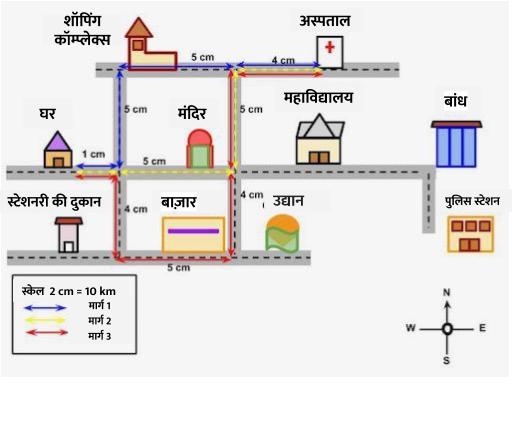 शॉपिंग
कॉम्प्लेक्स
अस्पताल
5 cm
4 cm
5 cm
5 cm
घर
मंदिर
महाविद्यालय
बांध
1 cm
5 cm
स्टेशनरी की दुकान
बाज़ार
4 cm
4 cm
उद्यान
पुलिस स्टेशन
5 cm
स्केल 2 cm = 10 km
मार्ग 1
मार्ग 2
मार्ग 3
N
W
E
S